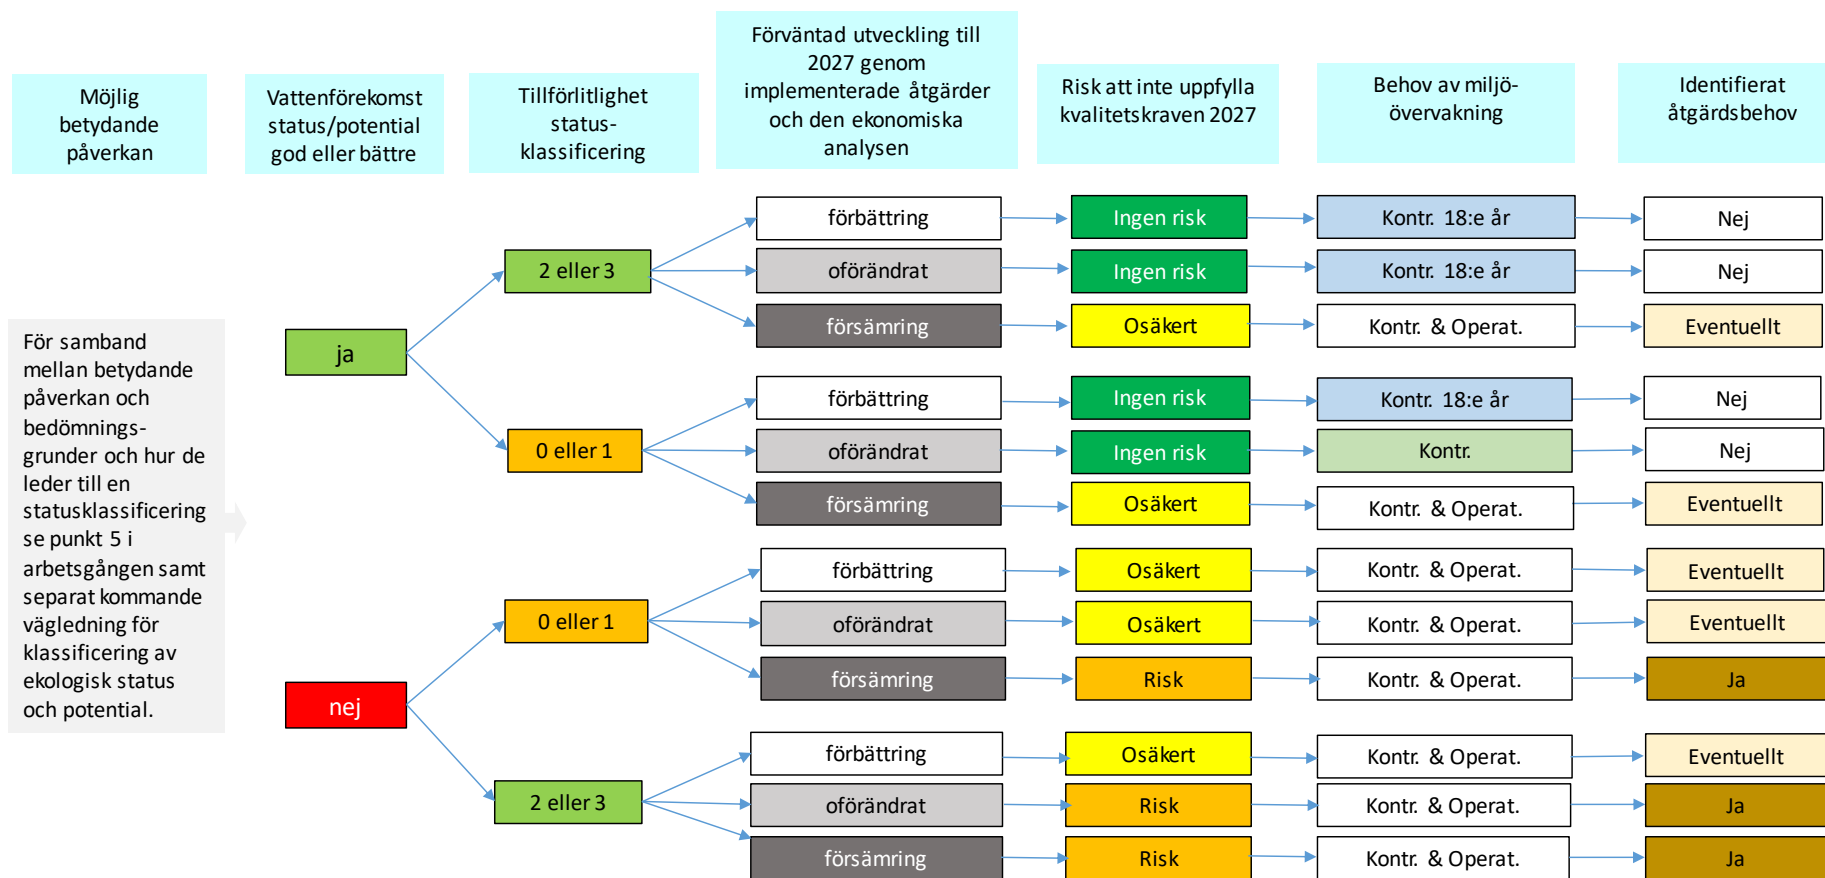 Möjlig
betydande
påverkan
Vattenförekomst
status/potential
god eller bättre
Tillförlitlighet
status-
klassificering
Förväntad utveckling till
2027 genom
implementerade åtgärder
och den ekonomiska
analysen
Risk att inte uppfylla
kvalitetskraven 2027
Behov av miljö-
övervakning
Identifierat
åtgärdsbehov
För samband
mellan betydande
påverkan och
bedömnings-
grunder och hur de
leder till en
statusklassificering
se punkt 5 i
arbetsgången samt
separat kommande
vägledning för
klassificering av
ekologisk status
och potential.
ja
2 eller 3
förbättring
Ingen risk
Kontr. 18:e år
Nej
oförändrat
Ingen risk
Kontr. 18:e år
Nej
försämring
Osäkert
Kontr. & Operat.
Eventuellt
0 eller 1
förbättring
Ingen risk
Kontr. 18:e år
Nej
oförändrat
Ingen risk
Kontr.
Nej
försämring
Osäkert
Kontr. & Operat.
Eventuellt
nej
0 eller 1
förbättring
Osäkert
Kontr. & Operat.
Eventuellt
oförändrat
Osäkert
Kontr. & Operat.
Eventuellt
försämring
Risk
Kontr. & Operat.
Ja
2 eller 3
förbättring
Osäkert
Kontr. & Operat.
Eventuellt
oförändrat
Risk
Kontr. & Operat.
Ja
försämring
Risk
Kontr. & Operat.
Ja